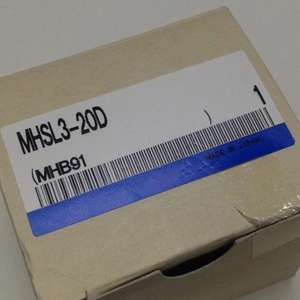 MHSL3-20D
) 1
(MHB91
MADE IN JAPAN